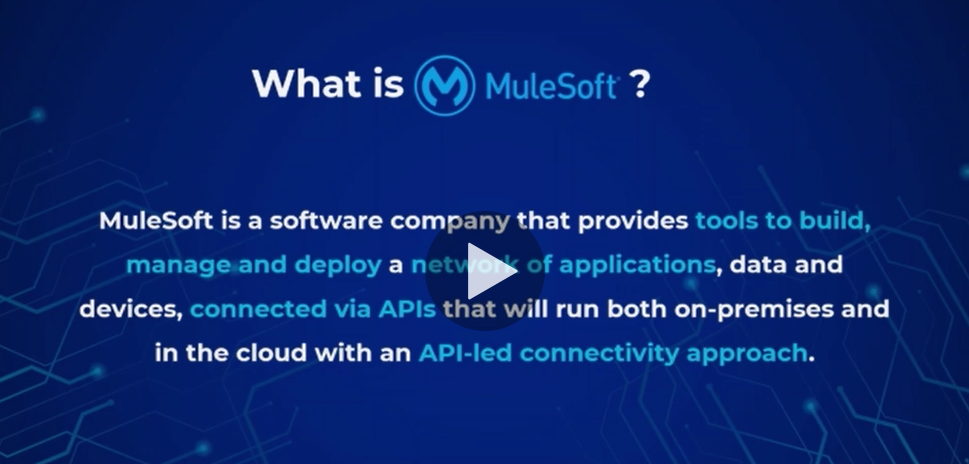 What is MuleSoft ?
MuleSoft is a software company that provides tools to build,
manage and deploy a network of applications, data and
devices, connected via APIs that will run both on-premises and
in the cloud with an API-led connectivity approach.